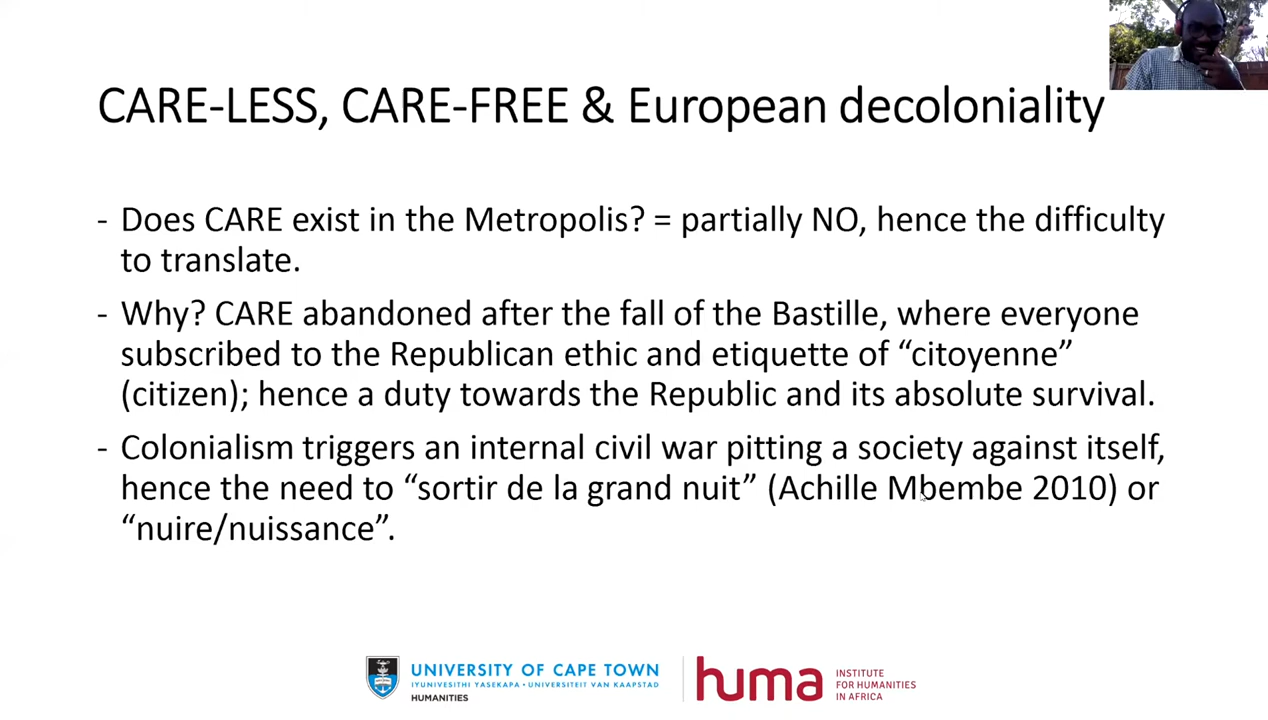 CARE-LESS, CARE-FREE & European decoloniality
- Does CARE exist in the Metropolis? = partially NO, hence the difficulty
to translate.
- Why? CARE abandoned after the fall of the Bastille, where everyone
subscribed to the Republican ethic and etiquette of “citoyenne”
(citizen); hence a duty towards the Republic and its absolute survival.
- Colonialism triggers an internal civil war pitting a society against itself,
hence the need to “sortir de la grand nuit” (Achille Mbembe 2010) or
“nuire/nuissance”.
UNIVERSITY OF CAPE TOWN
IYUNIVESITHI YASEKAPA • UNIVERSITEIT VAN KAAPSTAD
HUMANITIES
huma
INSTITUTE
FOR HUMANITIES
IN AFRICA